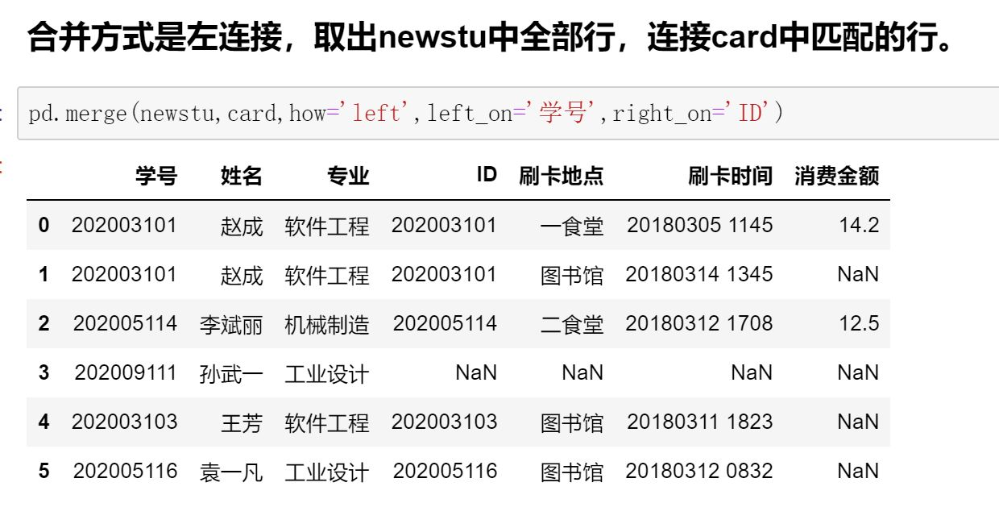 合并方式是左连接，取出newstu中全部行，连接card中匹配的行。
pd.merge(newstu,card,how='left',left_on='学号',right_on='ID')
学号 姓名 专业 ID 刷卡地点 刷卡时间 消费金额
0 202003101 赵成 软件工程 202003101 一食堂 20180305 1145 14.2
1 202003101 赵成 软件工程 202003101 图书馆 20180314 1345 NaN
2 202005114 李斌丽 机械制造 202005114 二食堂 20180312 1708 12.5
3 202009111 孙武一 工业设计 NaN NaN NaN NaN
4 202003103 王芳 软件工程 202003103 图书馆 20180311 1823 NaN
5 202005116 袁一凡 工业设计 202005116 图书馆 20180312 0832 NaN